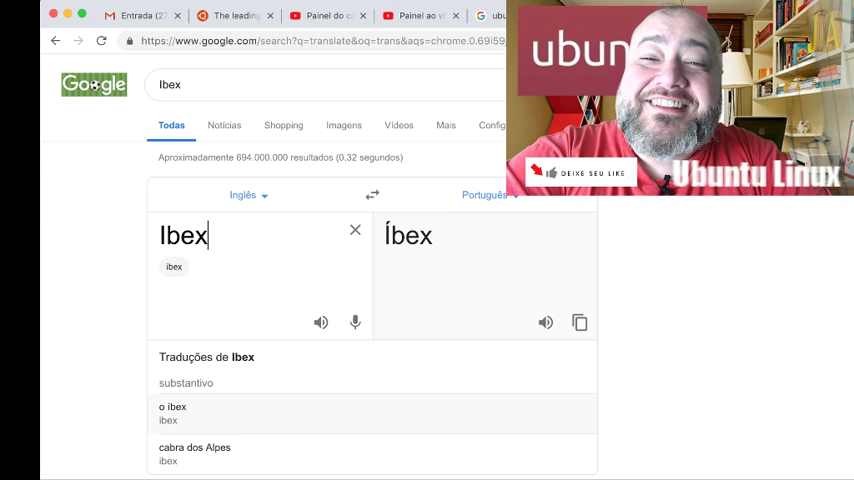 Entrada (27
The leading
Painel do ca
Painel ao vi
ubu
https://www.google.com/search?q=translate&oq=trans&aqs=chrome.0.69i59
Google
Ibex
Todas
Notícias
Shopping
Imagens
Vídeos
Mais
Config
Aproximadamente 694.000.000 resultados (0,32 segundos)
Inglês
Português
Ibex
Íbex
ibex
Traduções de Ibex
substantivo
o íbex
ibex
cabra dos Alpes
ibex
ubun
DEIXE SEU LIKE
Ubuntu Linux